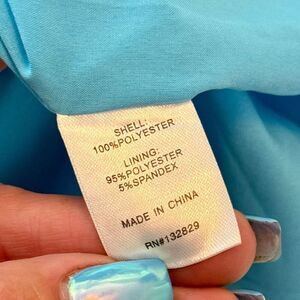 SHELL:
100%POLYESTER
LINING:
95%POLYESTER
5%SPANDEX
MADE IN CHINA
RN#132829